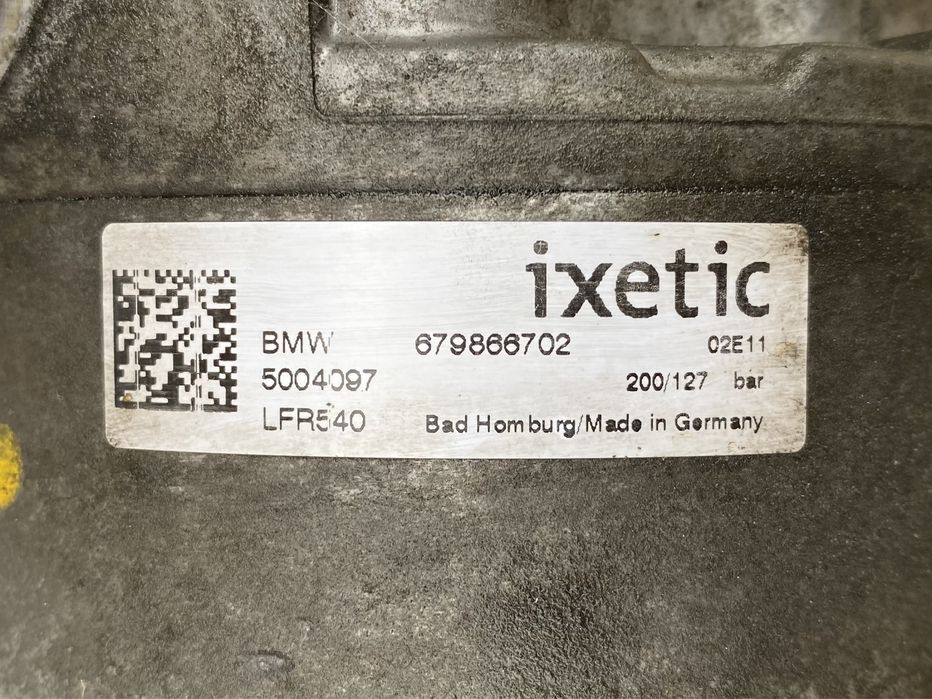 ixetic
BMW 679866702 02E11
5004097 200/127 bar
LFR540 Bad Homburg/Made in Germany